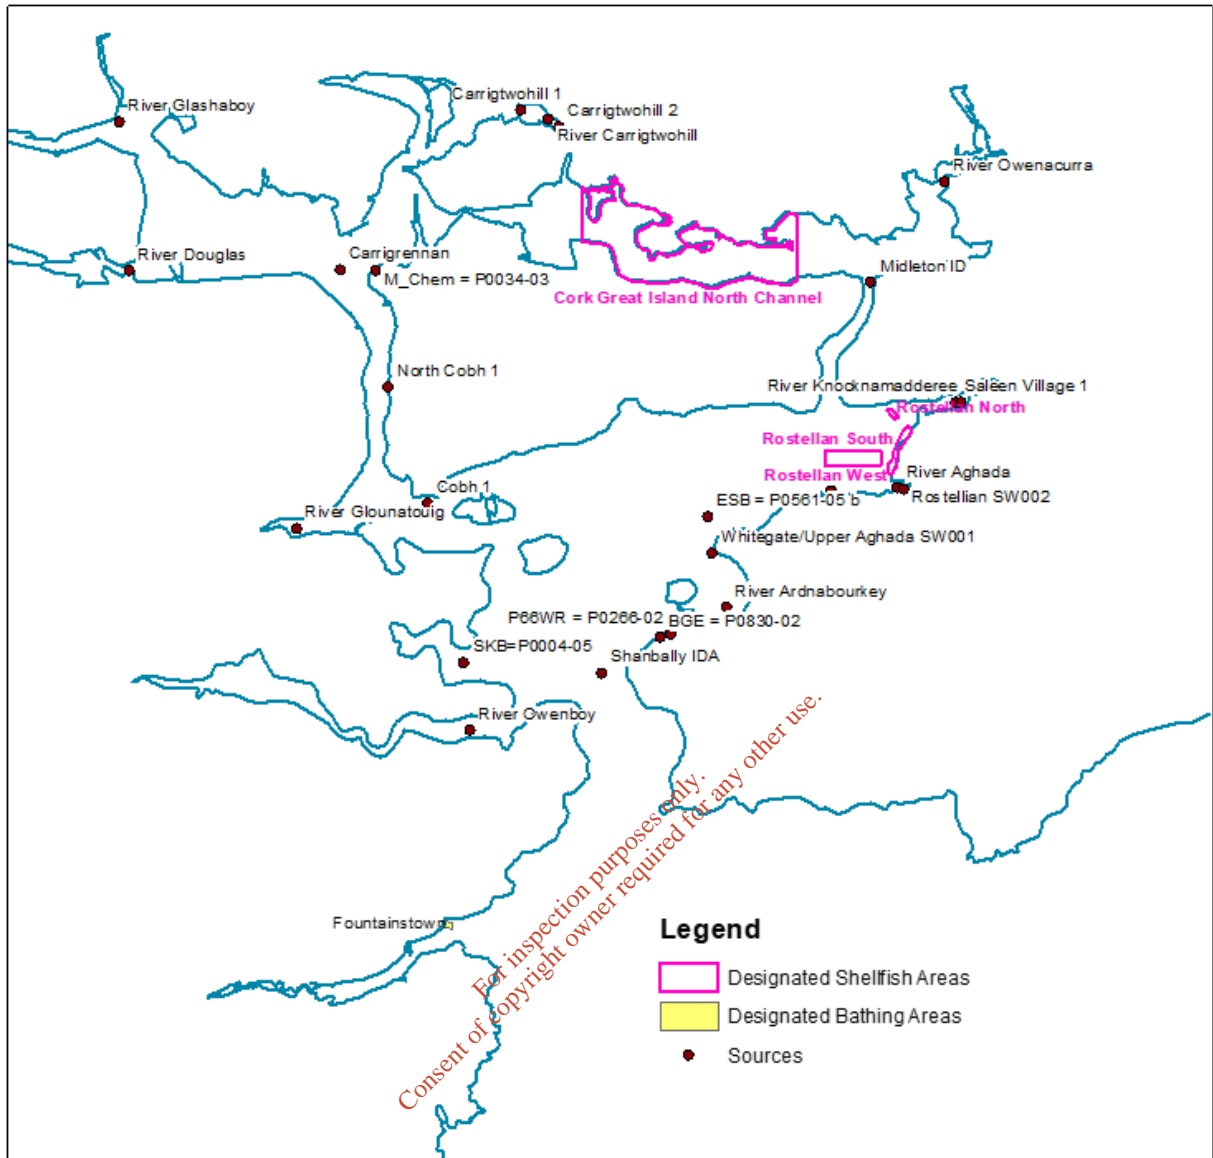 Carrigtwohill 1
River Glashaboy
Carrigtwohill 2
River Carrigtwohill
River Owenacurra
River Douglas
Carrigrennan
Midleton ID
M_Chem = P0034-03
Cork Great Island North Channel
North Cobh 1
River Knocknamadderee
Saleen Village 1
Rostellan North
Rostellan South
Rostellan West
River Aghada
Cobh 1
Rostellian SW002
ESB = P0561-05 b
River Glounatouig
Whitegate/Upper Aghada SW001
River Ardnabourkey
P66WR = P0266-02
BGE = P0830-02
SKB=P0004-05
Shanbally IDA
River Owenboy
For inspection purposes only.
Consent of copyright owner required for any other use.
Fountainstown
Legend
Designated Shellfish Areas
Designated Bathing Areas
Sources